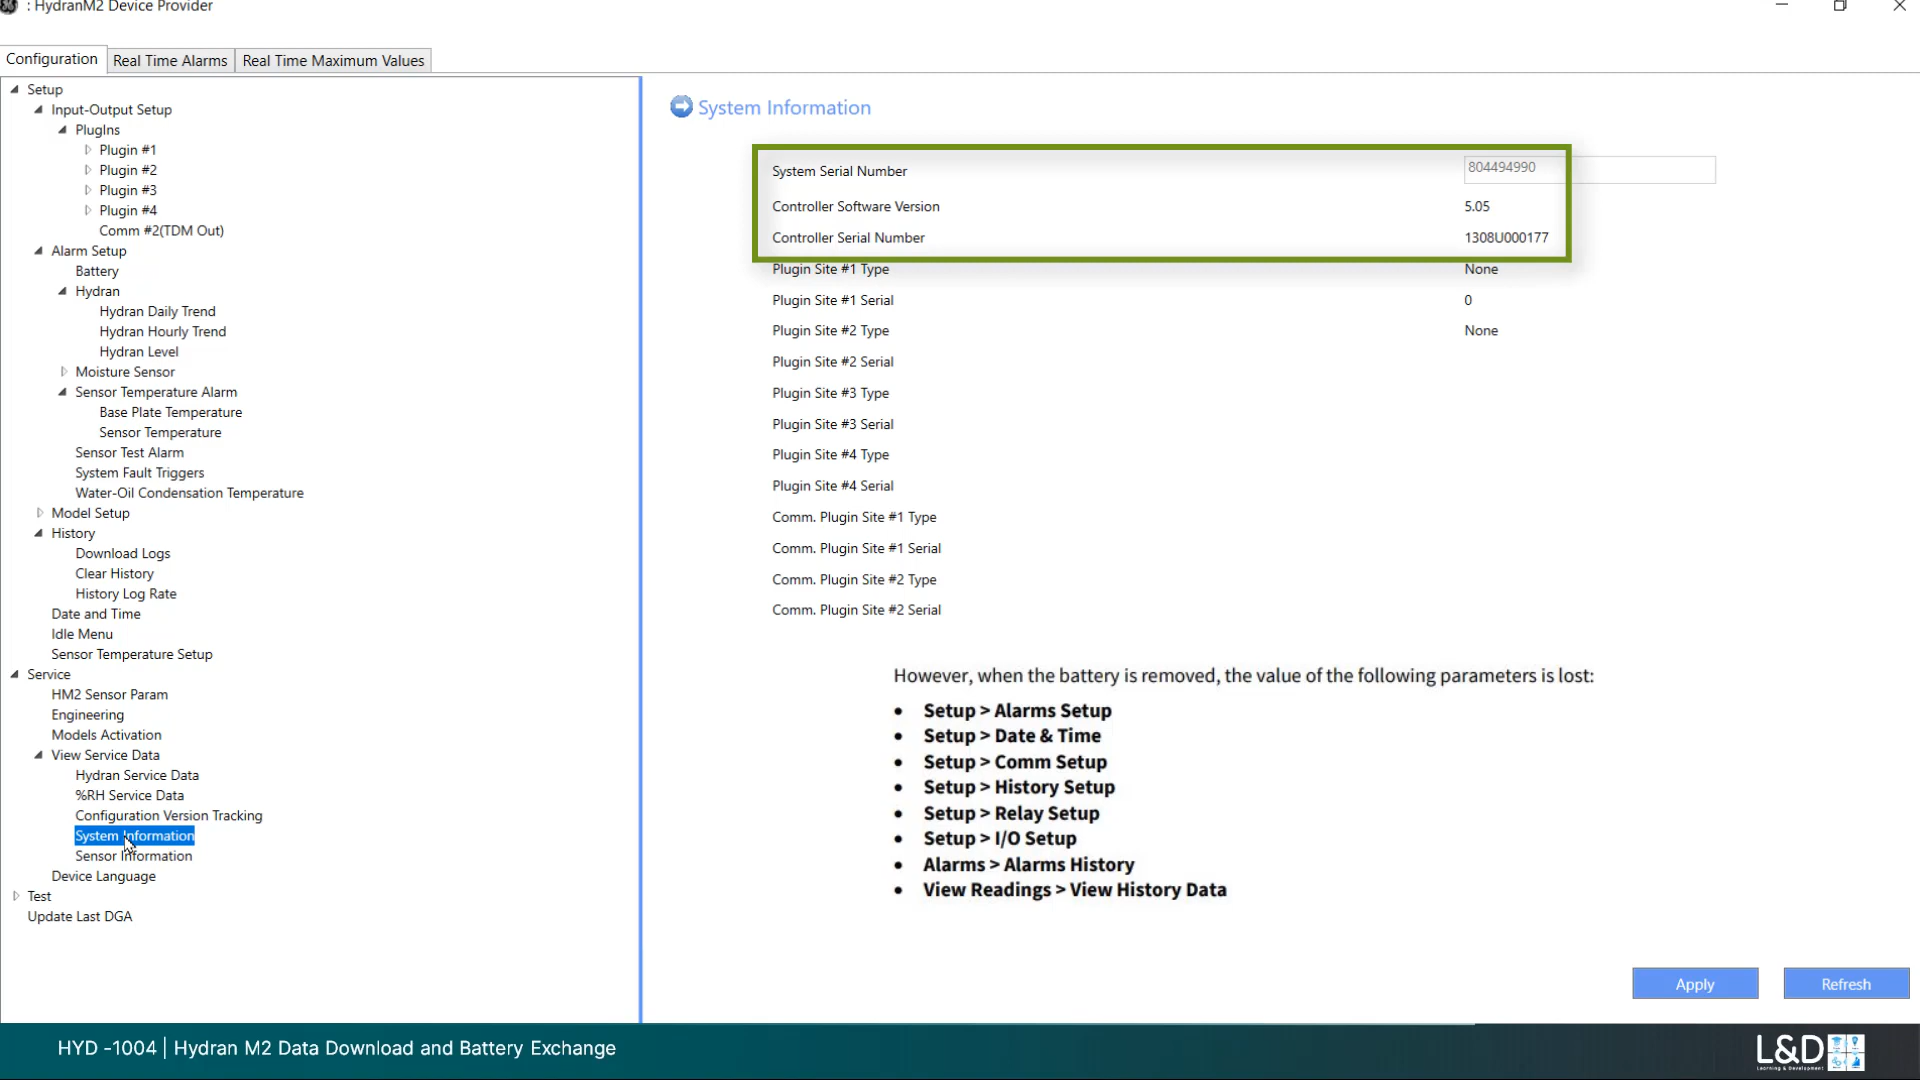 : HydranM2 Device Provider
Configuration
Real Time Alarms
Real Time Maximum Values
Setup
Input-Output Setup
PlugIns
Plugin #1
Plugin #2
Plugin #3
Plugin #4
Comm #2(TDM Out)
Alarm Setup
Battery
Hydran
Hydran Daily Trend
Hydran Hourly Trend
Hydran Level
Moisture Sensor
Sensor Temperature Alarm
Base Plate Temperature
Sensor Temperature
Sensor Test Alarm
System Fault Triggers
Water-Oil Condensation Temperature
Model Setup
History
Download Logs
Clear History
History Log Rate
Date and Time
Idle Menu
Sensor Temperature Setup
Service
HM2 Sensor Param
Engineering
Models Activation
View Service Data
Hydran Service Data
%RH Service Data
Configuration Version Tracking
System Information
Sensor Information
Device Language
Test
Update Last DGA
System Information
System Serial Number 804494990
Controller Software Version 5.05
Controller Serial Number 1308U000177
Plugin Site #1 Type None
Plugin Site #1 Serial 0
Plugin Site #2 Type None
Plugin Site #2 Serial
Plugin Site #3 Type
Plugin Site #3 Serial
Plugin Site #4 Type
Plugin Site #4 Serial
Comm. Plugin Site #1 Type
Comm. Plugin Site #1 Serial
Comm. Plugin Site #2 Type
Comm. Plugin Site #2 Serial
However, when the battery is removed, the value of the following parameters is lost:
• Setup > Alarms Setup
• Setup > Date & Time
• Setup > Comm Setup
• Setup > History Setup
• Setup > Relay Setup
• Setup > I/O Setup
• Alarms > Alarms History
• View Readings > View History Data
Apply
Refresh
HYD -1004 | Hydran M2 Data Download and Battery Exchange
L&D
Learning & Development